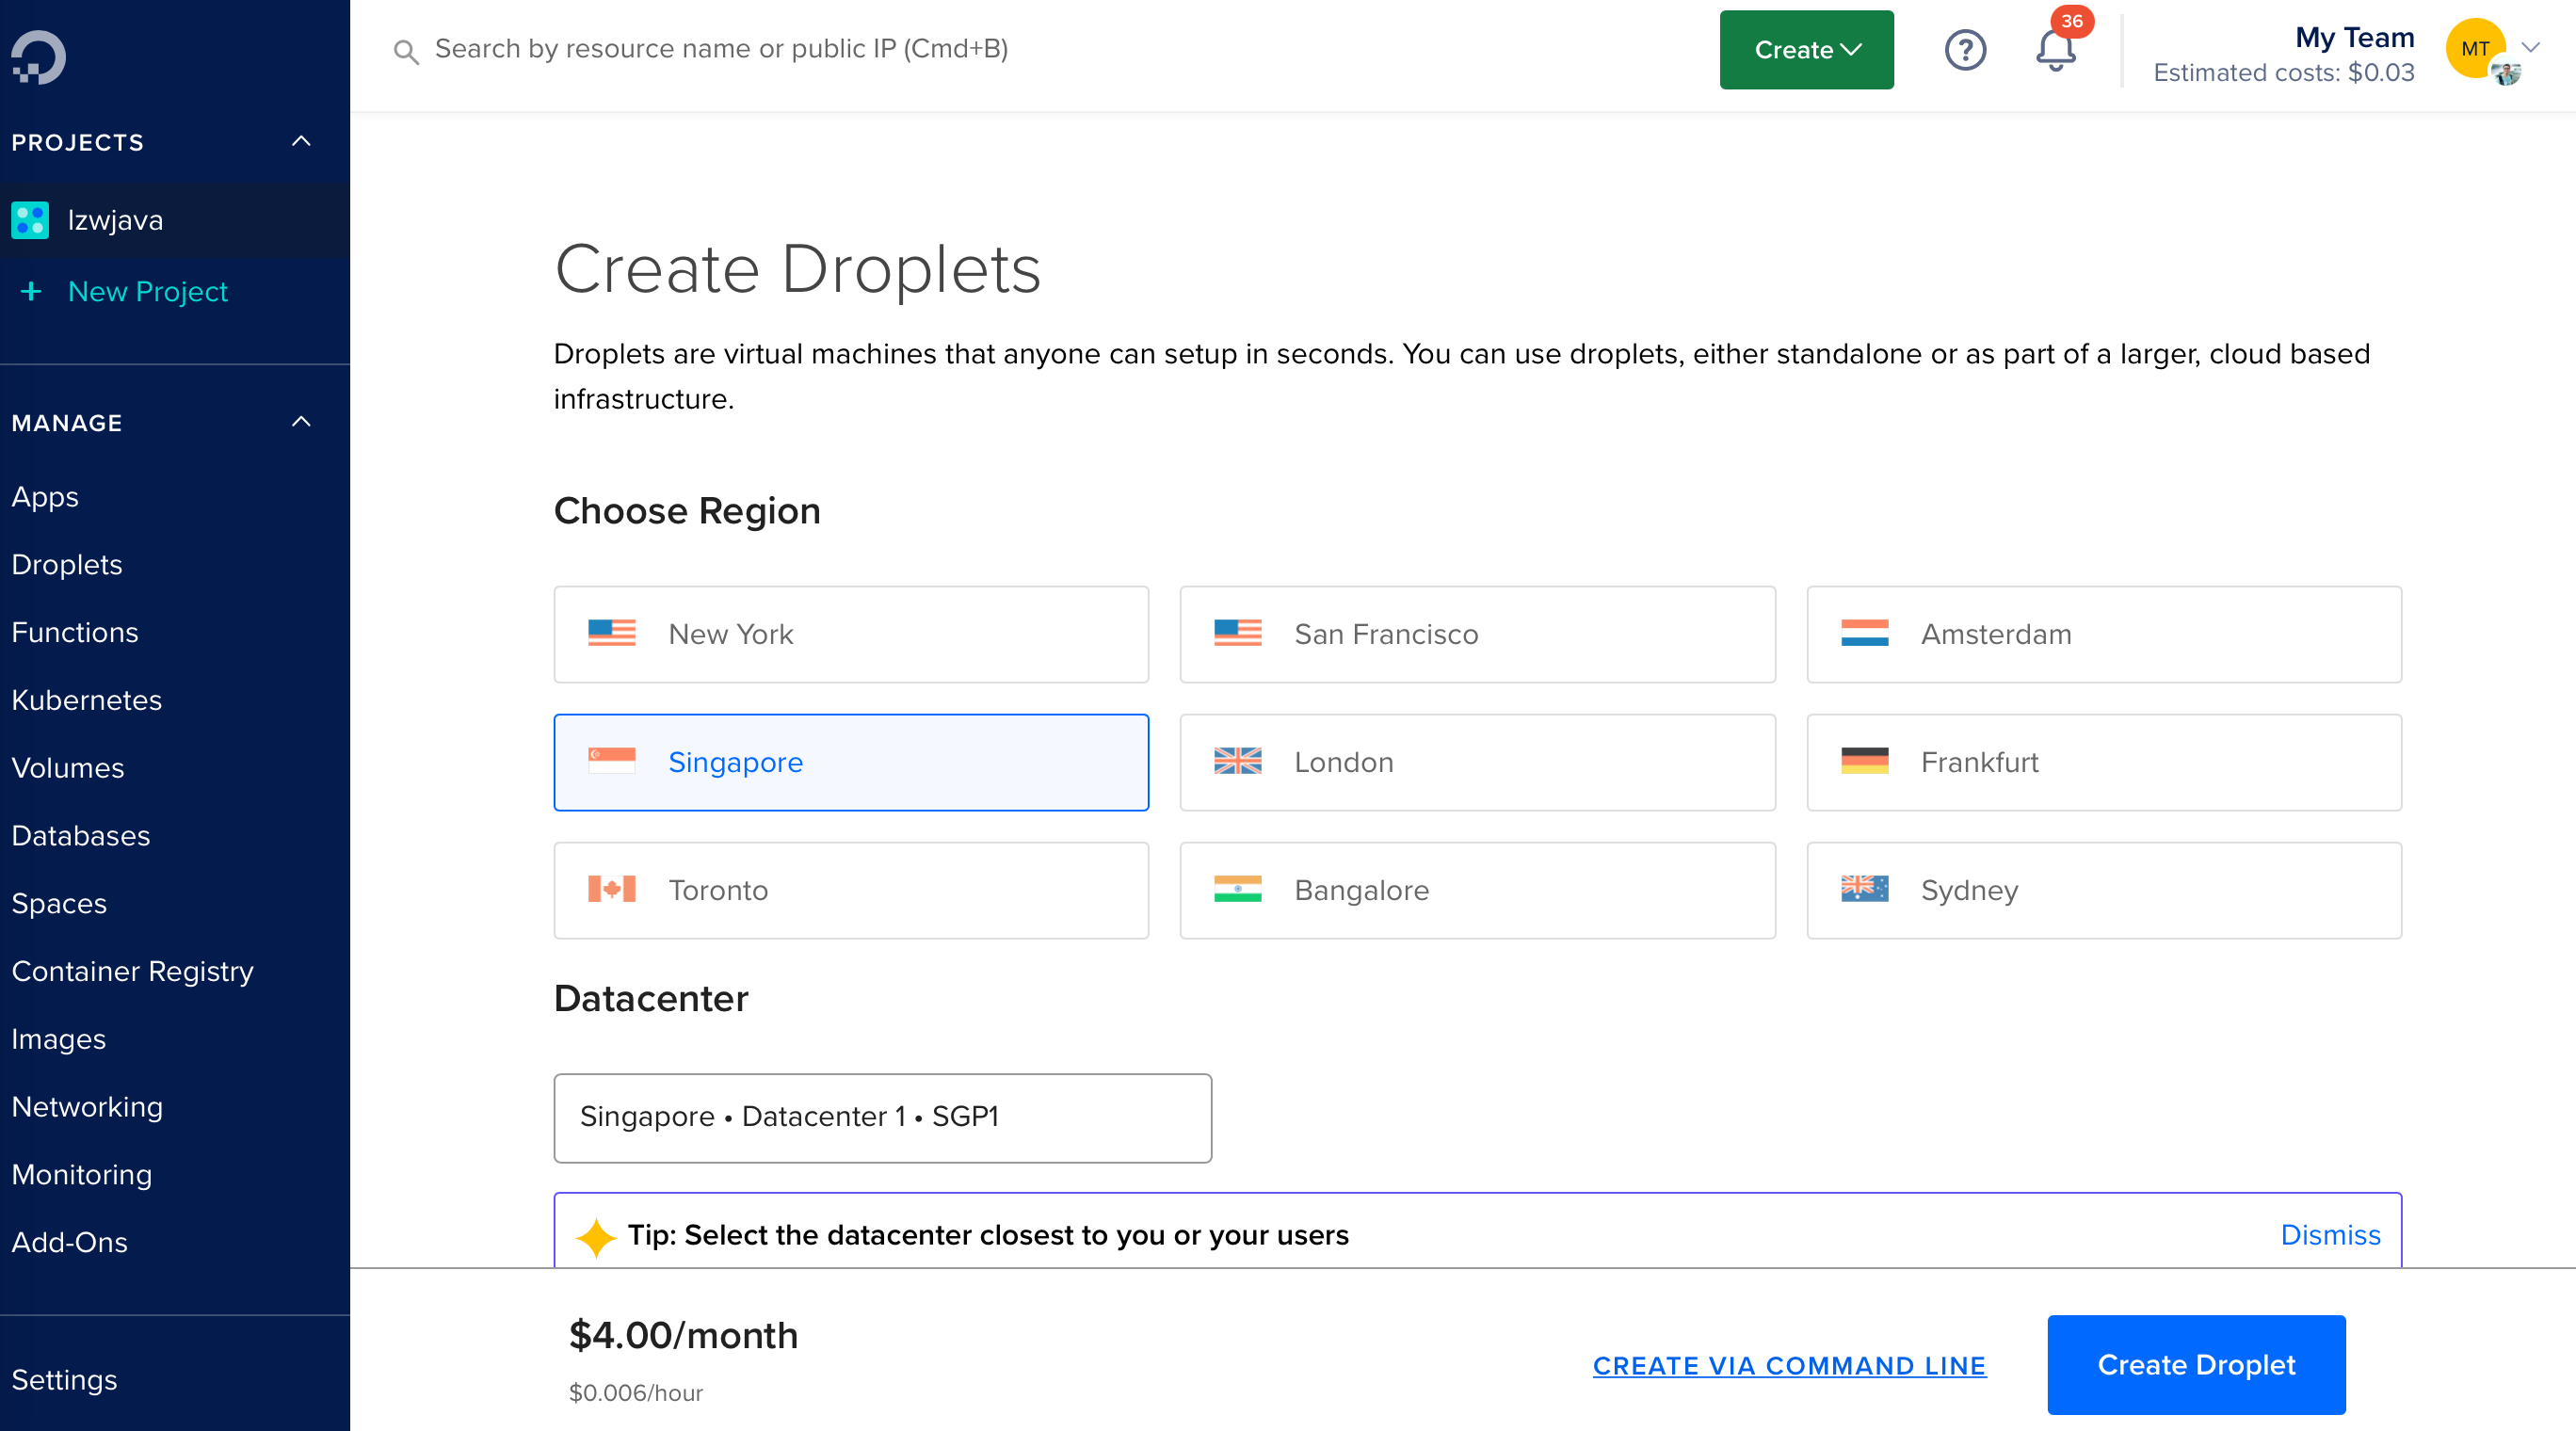 Search by resource name or public IP (Cmd+B)
Create
36
My Team
Estimated costs: $0.03
MT
PROJECTS
lzwjava
+ New Project
MANAGE
Apps
Droplets
Functions
Kubernetes
Volumes
Databases
Spaces
Container Registry
Images
Networking
Monitoring
Add-Ons
Settings
Create Droplets
Droplets are virtual machines that anyone can setup in seconds. You can use droplets, either standalone or as part of a larger, cloud based
infrastructure.
Choose Region
New York
San Francisco
Amsterdam
Singapore
London
Frankfurt
Toronto
Bangalore
Sydney
Datacenter
Singapore • Datacenter 1 • SGP1
Tip: Select the datacenter closest to you or your users
Dismiss
$4.00/month
$0.006/hour
CREATE VIA COMMAND LINE
Create Droplet